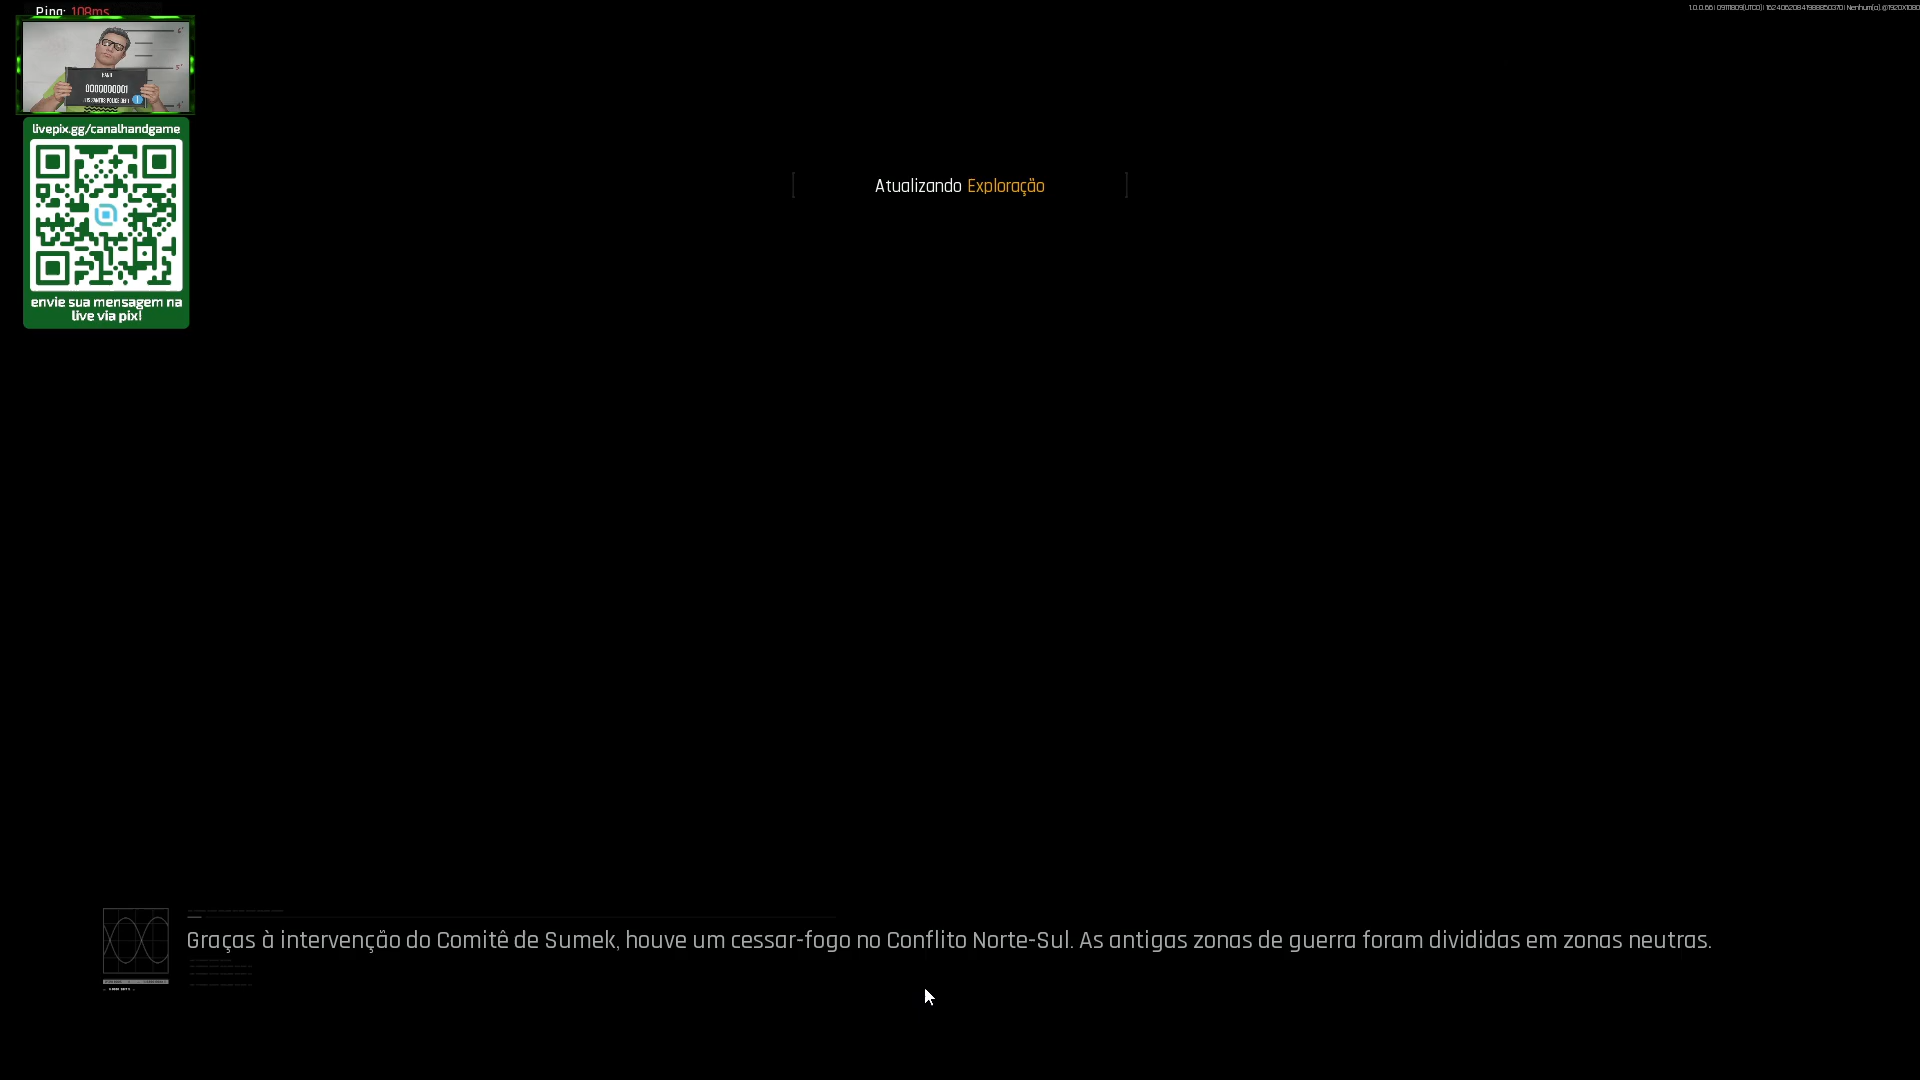 Ping: 108ms
HAND
0000000001
livepix.gg/canalhandgame
envie sua mensagem na
live via pix!
Atualizando Exploração
Graças à intervenção do Comitê de Sumek, houve um cessar-fogo no Conflito Norte-Sul. As antigas zonas de guerra foram divididas em zonas neutras.